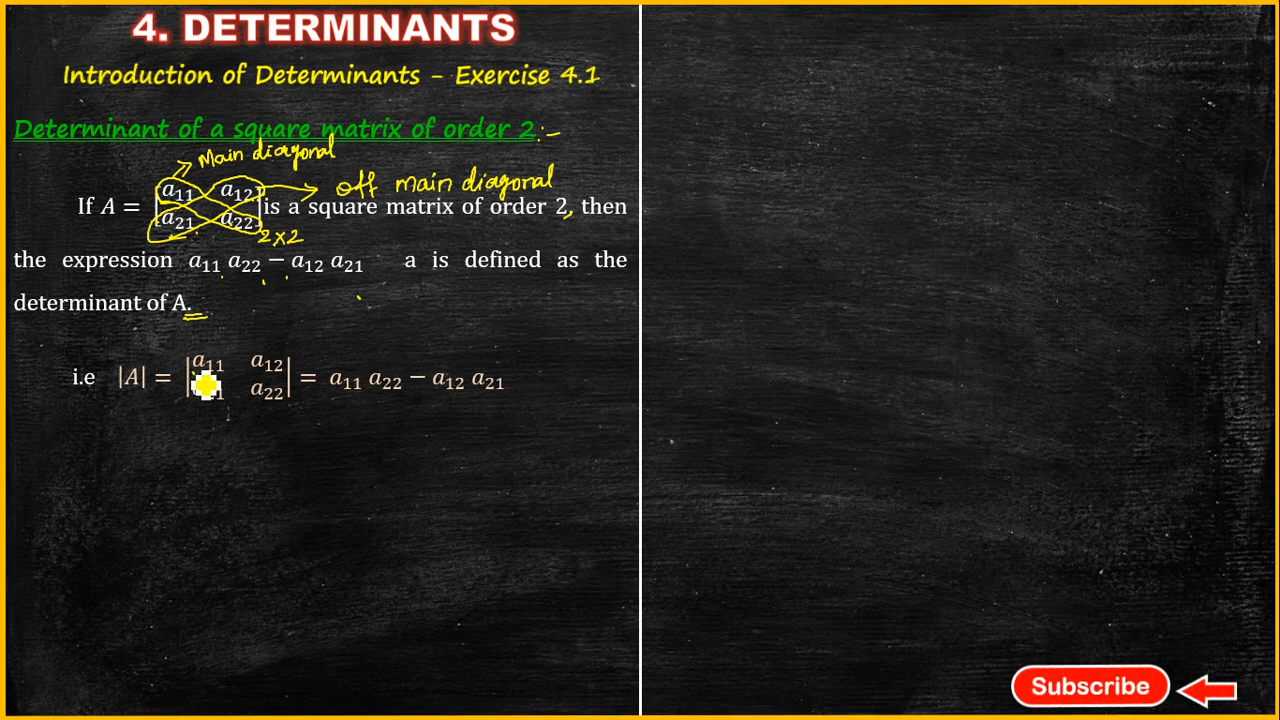 4. DETERMINANTS
Introduction of Determinants - Exercise 4.1
Determinant of a square matrix of order 2 :-
Main diagonal
off main diagonal
If A = [a₁₁ a₁₂
a₂₁ a₂₂] is a square matrix of order 2, then
2×2
the expression a₁₁ a₂₂ − a₁₂ a₂₁ a is defined as the
determinant of A.
i.e |A| = |a₁₁ a₁₂
a₂₂| = a₁₁ a₂₂ − a₁₂ a₂₁
Subscribe